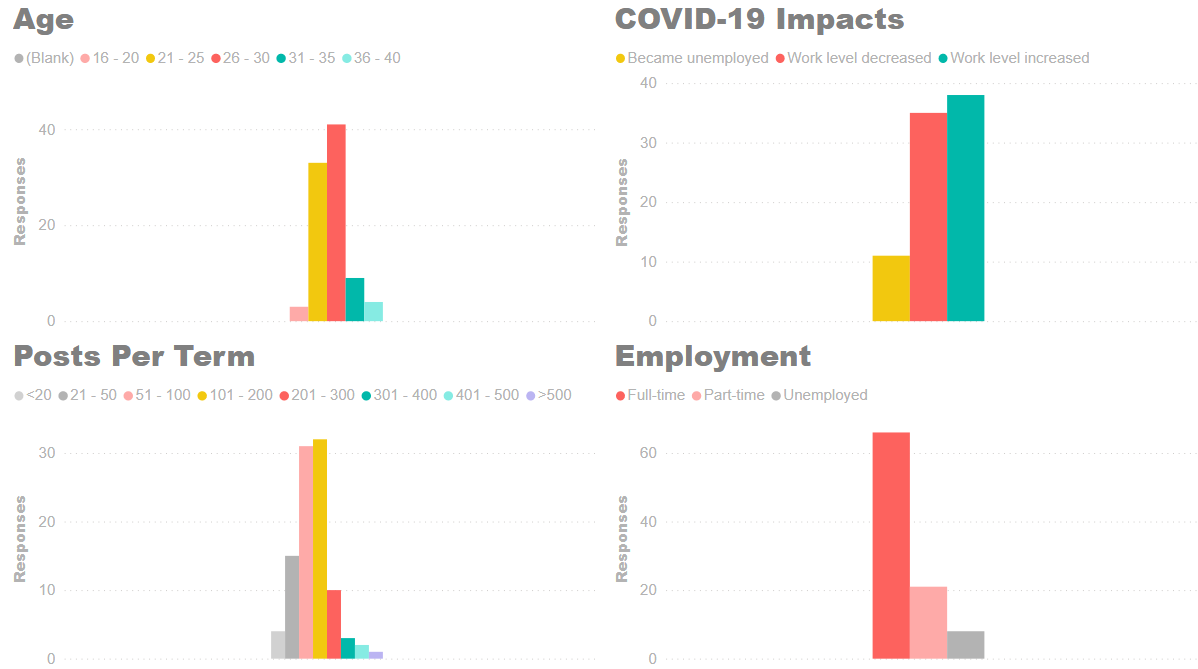 Age
(Blank) 16 - 20 21 - 25 26 - 30 31 - 35 36 - 40
40
20
0
Responses
COVID-19 Impacts
Became unemployed Work level decreased Work level increased
40
30
20
10
0
Responses
Posts Per Term
<20 21 - 50 51 - 100 101 - 200 201 - 300 301 - 400 401 - 500 >500
30
20
10
0
Responses
Employment
Full-time Part-time Unemployed
60
40
20
0
Responses